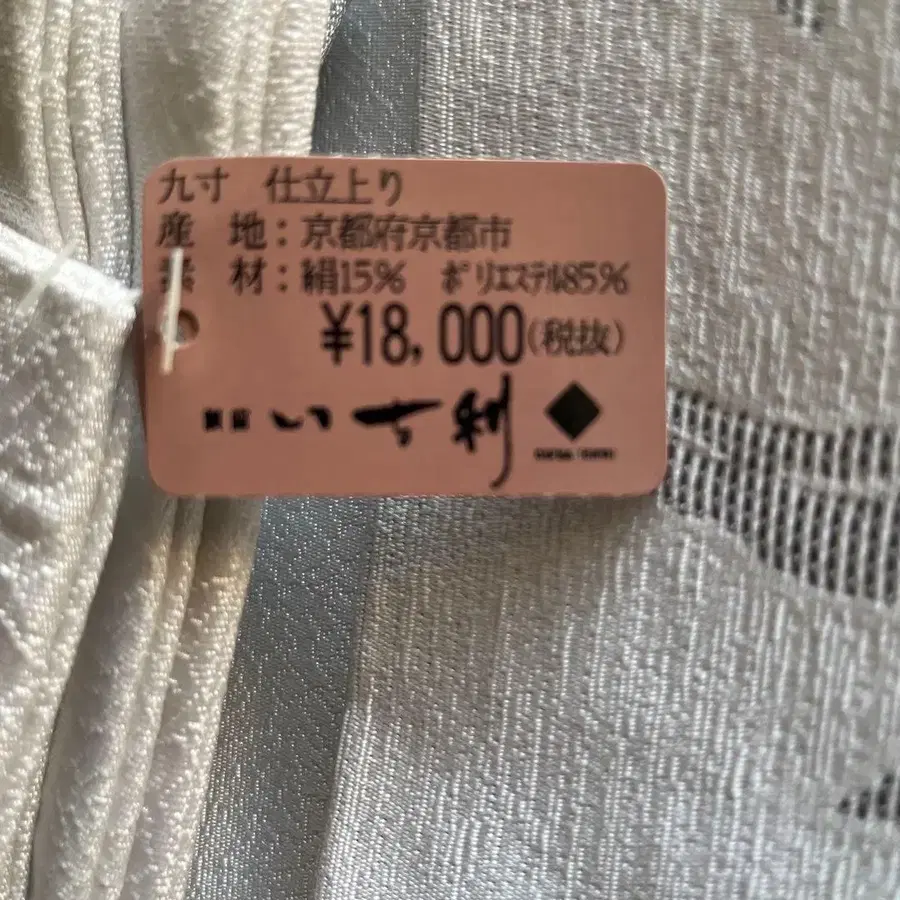 九寸 仕立上り
産 地：京都府京都市
素 材：絹15% ポリエステル85%
¥18,000(税抜)